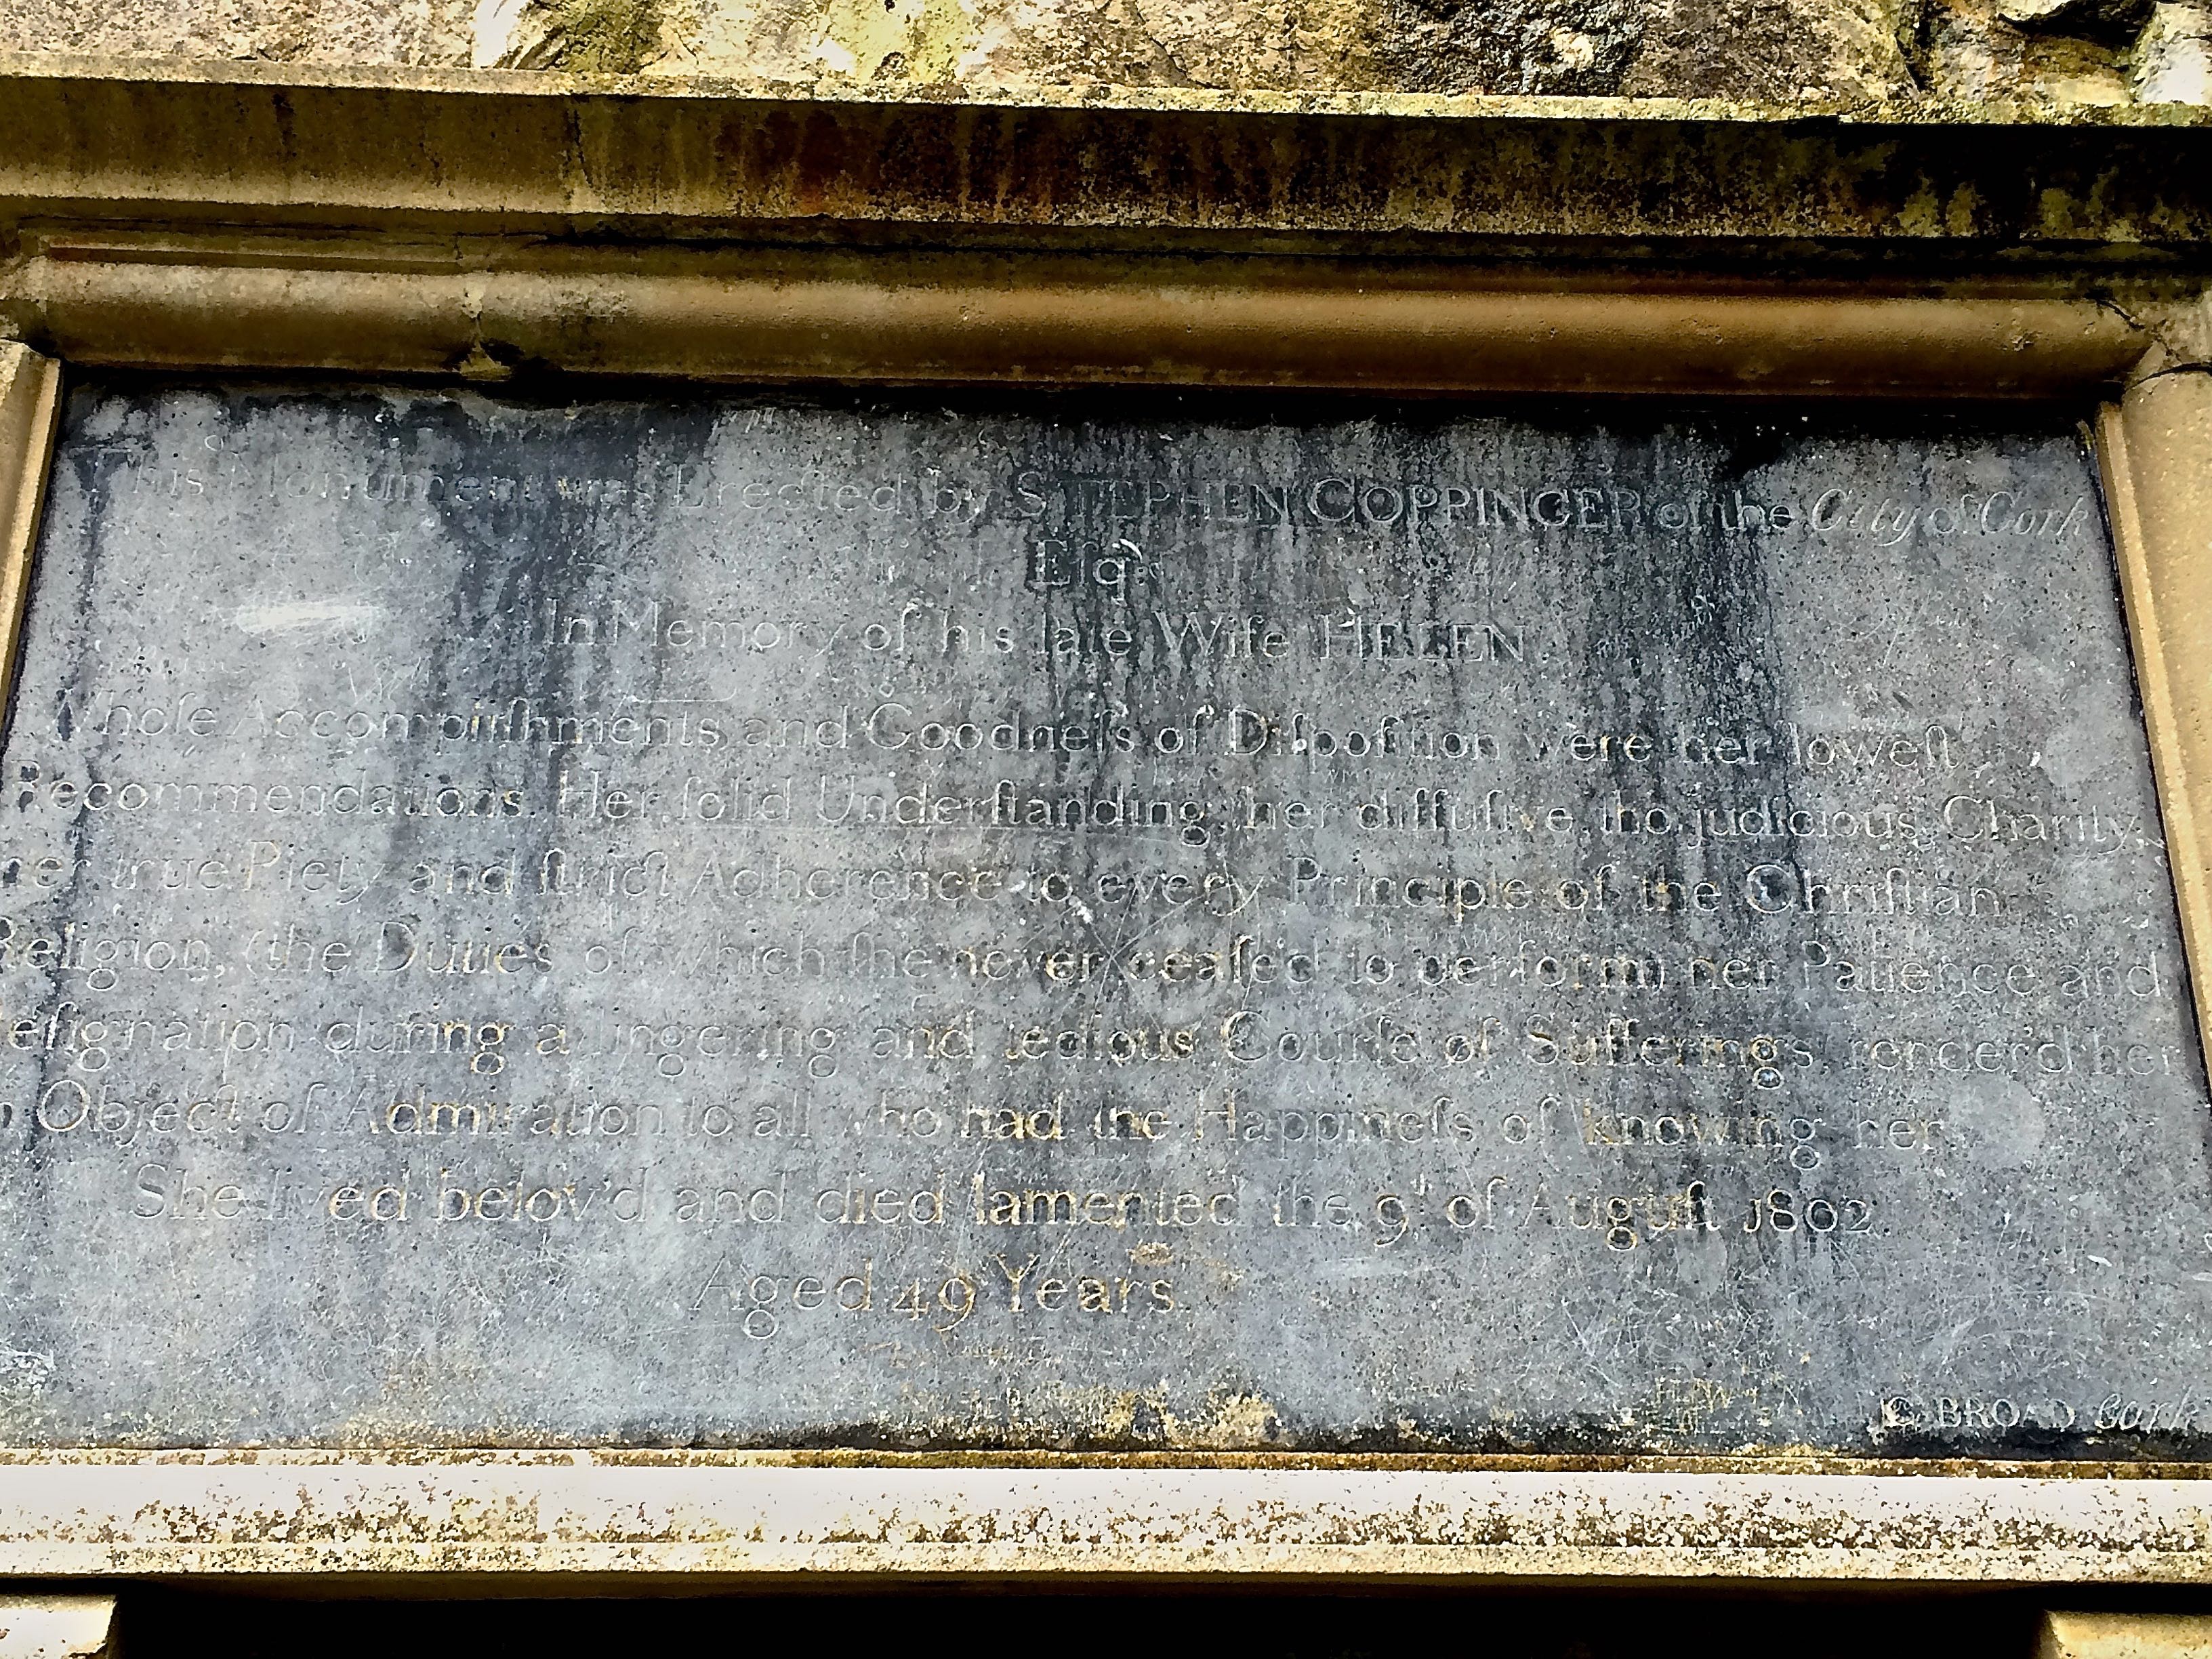 This Monument was Erected by STEPHEN COPPINGER of the City of Cork
Eſqr
In Memory of his late Wife HELEN
Whoſe Accompliſhments and Goodneſs of Diſpoſition were her loweſt
Recommendations. Her ſolid Underſtanding, her diffuſive tho judicious Charity,
her true Piety and ſtrict Adherence to every Principle of the Chriſtian
Religion, (the Duties of which ſhe never ceaſed to perform) her Patience and
Reſignation during a lingering and tedious Courſe of Sufferings render'd her
an Object of Admiration to all who had the Happineſs of knowing her
She lived belov'd and died lamented the 9th of Auguſt 1802
Aged 49 Years
C BROAD Cork